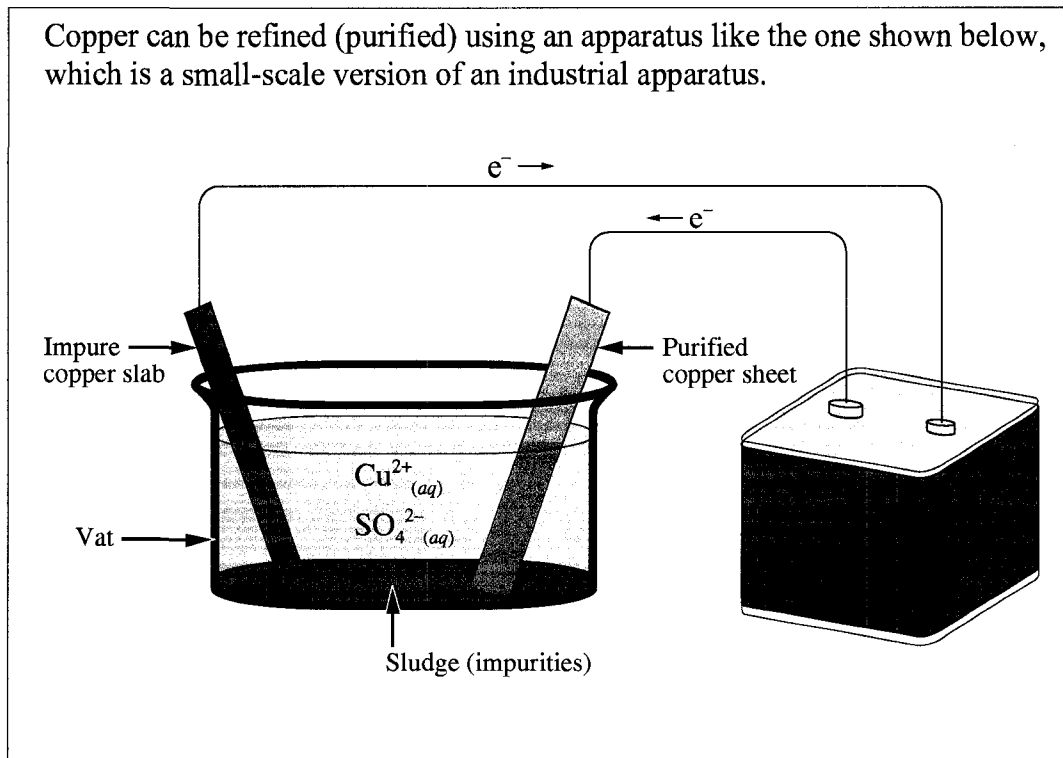 Copper can be refined (purified) using an apparatus like the one shown below,
which is a small-scale version of an industrial apparatus.
e⁻ →
← e⁻
Impure
copper slab
Purified
copper sheet
Cu²⁺(aq)
SO₄²⁻(aq)
Vat
Sludge (impurities)